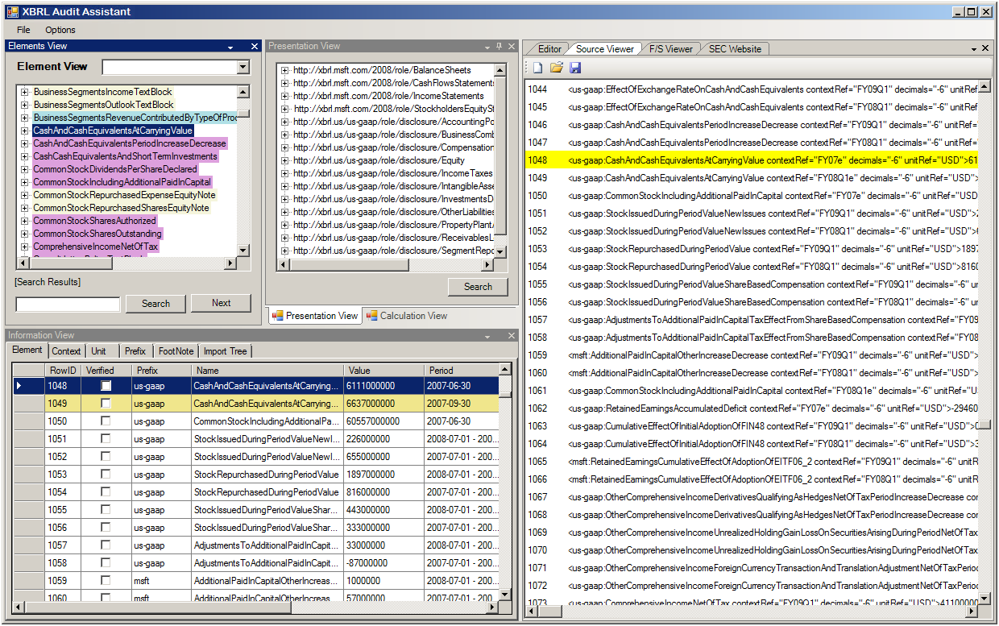 XBRL Audit Assistant
File Options
Elements View
Element View
BusinessSegmentsIncomeTextBlock
BusinessSegmentsOutlookTextBlock
BusinessSegmentsRevenueContributedByTypeOfProd
CashAndCashEquivalentsAtCarryingValue
CashAndCashEquivalentsPeriodIncreaseDecrease
CashCashEquivalentsAndShortTermInvestments
CommonStockDividendsPerShareDeclared
CommonStockIncludingAdditionalPaidInCapital
CommonStockRepurchasedExpenseEquityNote
CommonStockRepurchasedSharesEquityNote
CommonStockSharesAuthorized
CommonStockSharesOutstanding
ComprehensiveIncomeNetOfTax
[Search Results]
Search Next
Presentation View
http://xbrl.msft.com/2008/role/BalanceSheets
http://xbrl.msft.com/2008/role/CashFlowsStatements
http://xbrl.msft.com/2008/role/IncomeStatements
http://xbrl.msft.com/2008/role/StockholdersEquitySt
http://xbrl.us/us-gaap/role/disclosure/AccountingPo
http://xbrl.us/us-gaap/role/disclosure/BusinessComb
http://xbrl.us/us-gaap/role/disclosure/Compensation
http://xbrl.us/us-gaap/role/disclosure/Equity
http://xbrl.us/us-gaap/role/disclosure/IncomeTaxes
http://xbrl.us/us-gaap/role/disclosure/IntangibleAsse
http://xbrl.us/us-gaap/role/disclosure/InvestmentsD
http://xbrl.us/us-gaap/role/disclosure/OtherLiabilities
http://xbrl.us/us-gaap/role/disclosure/PropertyPlantA
http://xbrl.us/us-gaap/role/disclosure/ReceivablesL
http://xbrl.us/us-gaap/role/disclosure/SegmentRepo
Search
Presentation View Calculation View
Information View
Element Context Unit Prefix FootNote Import Tree
RowID Verified Prefix Name Value Period
1048 us-gaap CashAndCashEquivalentsAtCarrying... 6111000000 2007-06-30
1049 us-gaap CashAndCashEquivalentsAtCarrying... 6637000000 2007-09-30
1050 us-gaap CommonStockIncludingAdditionalPa... 60557000000 2007-06-30
1051 us-gaap StockIssuedDuringPeriodValueNewI... 226000000 2008-07-01 - 200...
1052 us-gaap StockIssuedDuringPeriodValueNewI... 655000000 2007-07-01 - 200...
1053 us-gaap StockRepurchasedDuringPeriodValue 1897000000 2008-07-01 - 200...
1054 us-gaap StockRepurchasedDuringPeriodValue 816000000 2007-07-01 - 200...
1055 us-gaap StockIssuedDuringPeriodValueShar... 443000000 2008-07-01 - 200...
1056 us-gaap StockIssuedDuringPeriodValueShar... 333000000 2007-07-01 - 200...
1057 us-gaap AdjustmentsToAdditionalPaidInCapit... 33000000 2008-07-01 - 200...
1058 us-gaap AdjustmentsToAdditionalPaidInCapit... -87000000 2007-07-01 - 200...
1059 msft AdditionalPaidInCapitalOtherIncreas... 1000000 2008-07-01 - 200...
1060 msft AdditionalPaidInCapitalOtherIncreas... 57000000 2007-07-01 - 200...
Editor Source Viewer F/S Viewer SEC Website
1044 <us-gaap:EffectOfExchangeRateOnCashAndCashEquivalents contextRef="FY09Q1" decimals="-6" unitRef
1045 <us-gaap:EffectOfExchangeRateOnCashAndCashEquivalents contextRef="FY08Q1" decimals="-6" unitRef
1046 <us-gaap:CashAndCashEquivalentsPeriodIncreaseDecrease contextRef="FY09Q1" decimals="-6" unitRef=
1047 <us-gaap:CashAndCashEquivalentsPeriodIncreaseDecrease contextRef="FY08Q1" decimals="-6" unitRef=
1048 <us-gaap:CashAndCashEquivalentsAtCarryingValue contextRef="FY07e" decimals="-6" unitRef="USD">61
1049 <us-gaap:CashAndCashEquivalentsAtCarryingValue contextRef="FY08Q1e" decimals="-6" unitRef="USD">
1050 <us-gaap:CommonStockIncludingAdditionalPaidInCapital contextRef="FY07e" decimals="-6" unitRef="USD
1051 <us-gaap:StockIssuedDuringPeriodValueNewIssues contextRef="FY09Q1" decimals="-6" unitRef="USD">2
1052 <us-gaap:StockIssuedDuringPeriodValueNewIssues contextRef="FY08Q1" decimals="-6" unitRef="USD">6
1053 <us-gaap:StockRepurchasedDuringPeriodValue contextRef="FY09Q1" decimals="-6" unitRef="USD">1897
1054 <us-gaap:StockRepurchasedDuringPeriodValue contextRef="FY08Q1" decimals="-6" unitRef="USD">8160
1055 <us-gaap:StockIssuedDuringPeriodValueShareBasedCompensation contextRef="FY09Q1" decimals="-6" ur
1056 <us-gaap:StockIssuedDuringPeriodValueShareBasedCompensation contextRef="FY08Q1" decimals="-6" ur
1057 <us-gaap:AdjustmentsToAdditionalPaidInCapitalTaxEffectFromShareBasedCompensation contextRef="FY09
1058 <us-gaap:AdjustmentsToAdditionalPaidInCapitalTaxEffectFromShareBasedCompensation contextRef="FY08
1059 <msft:AdditionalPaidInCapitalOtherIncreaseDecrease contextRef="FY09Q1" decimals="-6" unitRef="USD">
1060 <msft:AdditionalPaidInCapitalOtherIncreaseDecrease contextRef="FY08Q1" decimals="-6" unitRef="USD">
1061 <us-gaap:CommonStockIncludingAdditionalPaidInCapital contextRef="FY08Q1e" decimals="-6" unitRef="U
1062 <us-gaap:RetainedEarningsAccumulatedDeficit contextRef="FY07e" decimals="-6" unitRef="USD">-29460
1063 <us-gaap:CumulativeEffectOfInitialAdoptionOfFIN48 contextRef="FY09Q1" decimals="-6" unitRef="USD">0
1064 <us-gaap:CumulativeEffectOfInitialAdoptionOfFIN48 contextRef="FY08Q1" decimals="-6" unitRef="USD">3
1065 <msft:RetainedEarningsCumulativeEffectOfAdoptionOfEITF06_2 contextRef="FY09Q1" decimals="-6" unitR
1066 <msft:RetainedEarningsCumulativeEffectOfAdoptionOfEITF06_2 contextRef="FY08Q1" decimals="-6" unitR
1067 <us-gaap:OtherComprehensiveIncomeDerivativesQualifyingAsHedgesNetOfTaxPeriodIncreaseDecrease cor
1068 <us-gaap:OtherComprehensiveIncomeDerivativesQualifyingAsHedgesNetOfTaxPeriodIncreaseDecrease cor
1069 <us-gaap:OtherComprehensiveIncomeUnrealizedHoldingGainLossOnSecuritiesArisingDuringPeriodNetOfTax
1070 <us-gaap:OtherComprehensiveIncomeUnrealizedHoldingGainLossOnSecuritiesArisingDuringPeriodNetOfTax
1071 <us-gaap:OtherComprehensiveIncomeForeignCurrencyTransactionAndTranslationAdjustmentNetOfTaxPerioc
1072 <us-gaap:OtherComprehensiveIncomeForeignCurrencyTransactionAndTranslationAdjustmentNetOfTaxPerioc
1073 <us-gaap:ComprehensiveIncomeNetOfTax contextRef="FY09Q1" decimals="-6" unitRef="USD">41100000